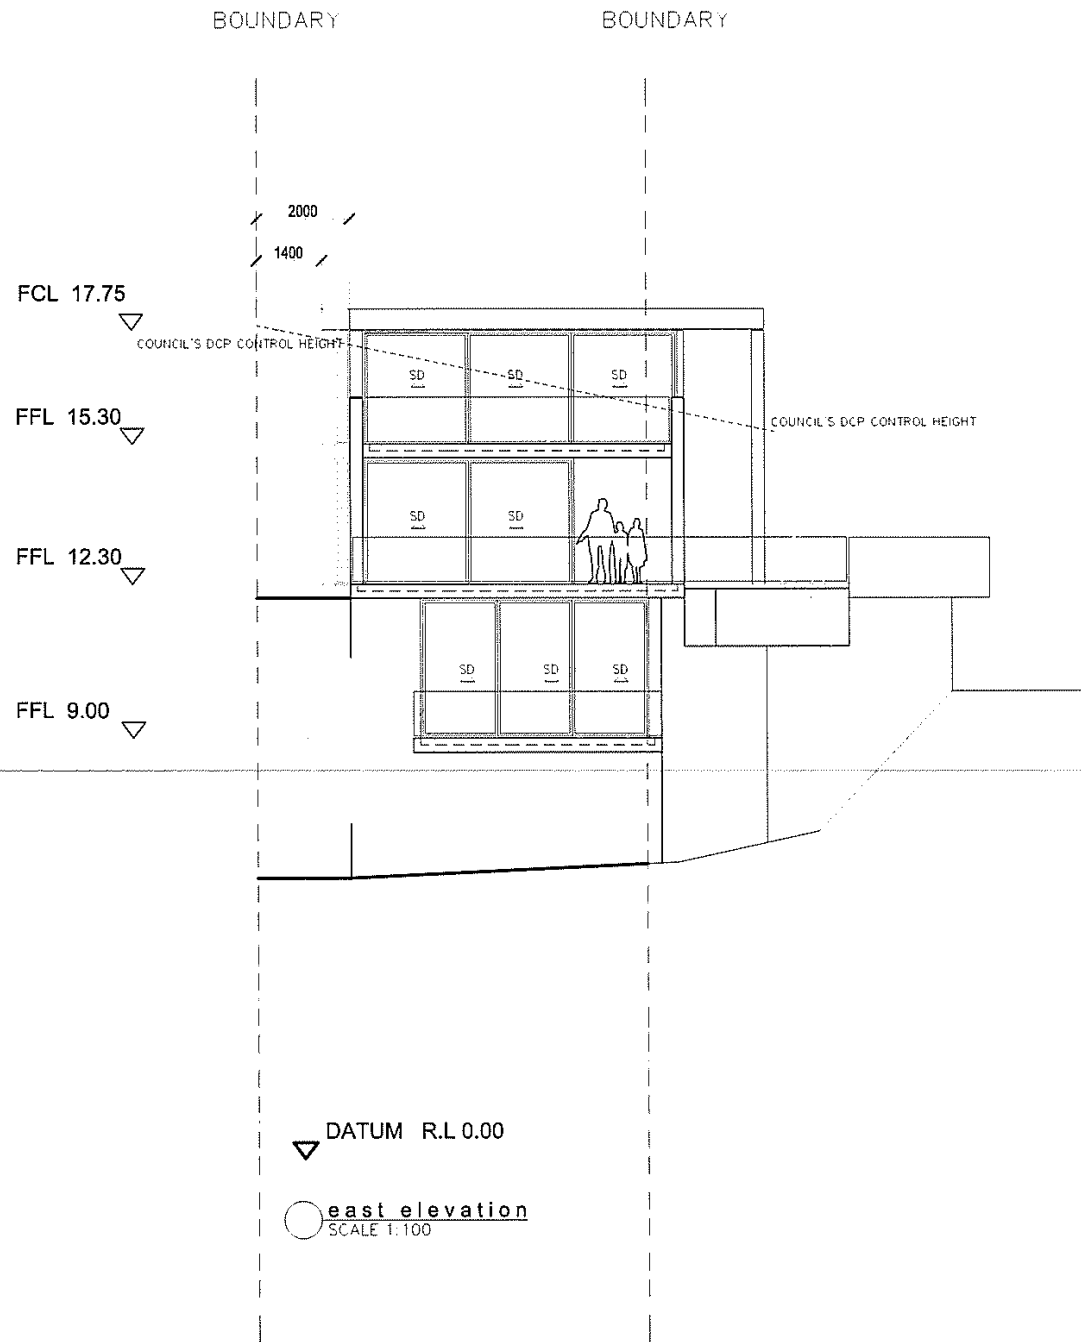 BOUNDARY
BOUNDARY
2000
1400
FCL 17.75
COUNCIL'S DCP CONTROL HEIGHT
SD
SD
SD
FFL 15.30
COUNCIL'S DCP CONTROL HEIGHT
SD
SD
FFL 12.30
SD
SD
SD
FFL 9.00
DATUM R.L 0.00
east elevation
SCALE 1:100